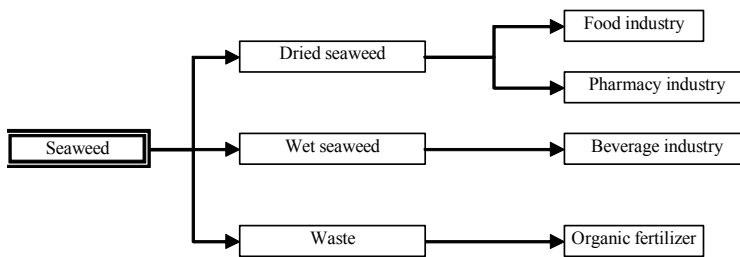 Food industry
Dried seaweed
Pharmacy industry
Seaweed
Wet seaweed
Beverage industry
Waste
Organic fertilizer